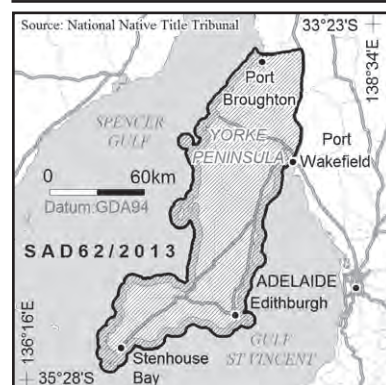 Source: National Native Title Tribunal
33°23'S
138°34'E
Port
Broughton
SPENCER
GULF
YORKE
PENINSULA
Port
Wakefield
0 60km
Datum:GDA94
SAD62/2013
ADELAIDE
Edithburgh
136°16'E
GULF
ST VINCENT
Stenhouse
Bay
35°28'S